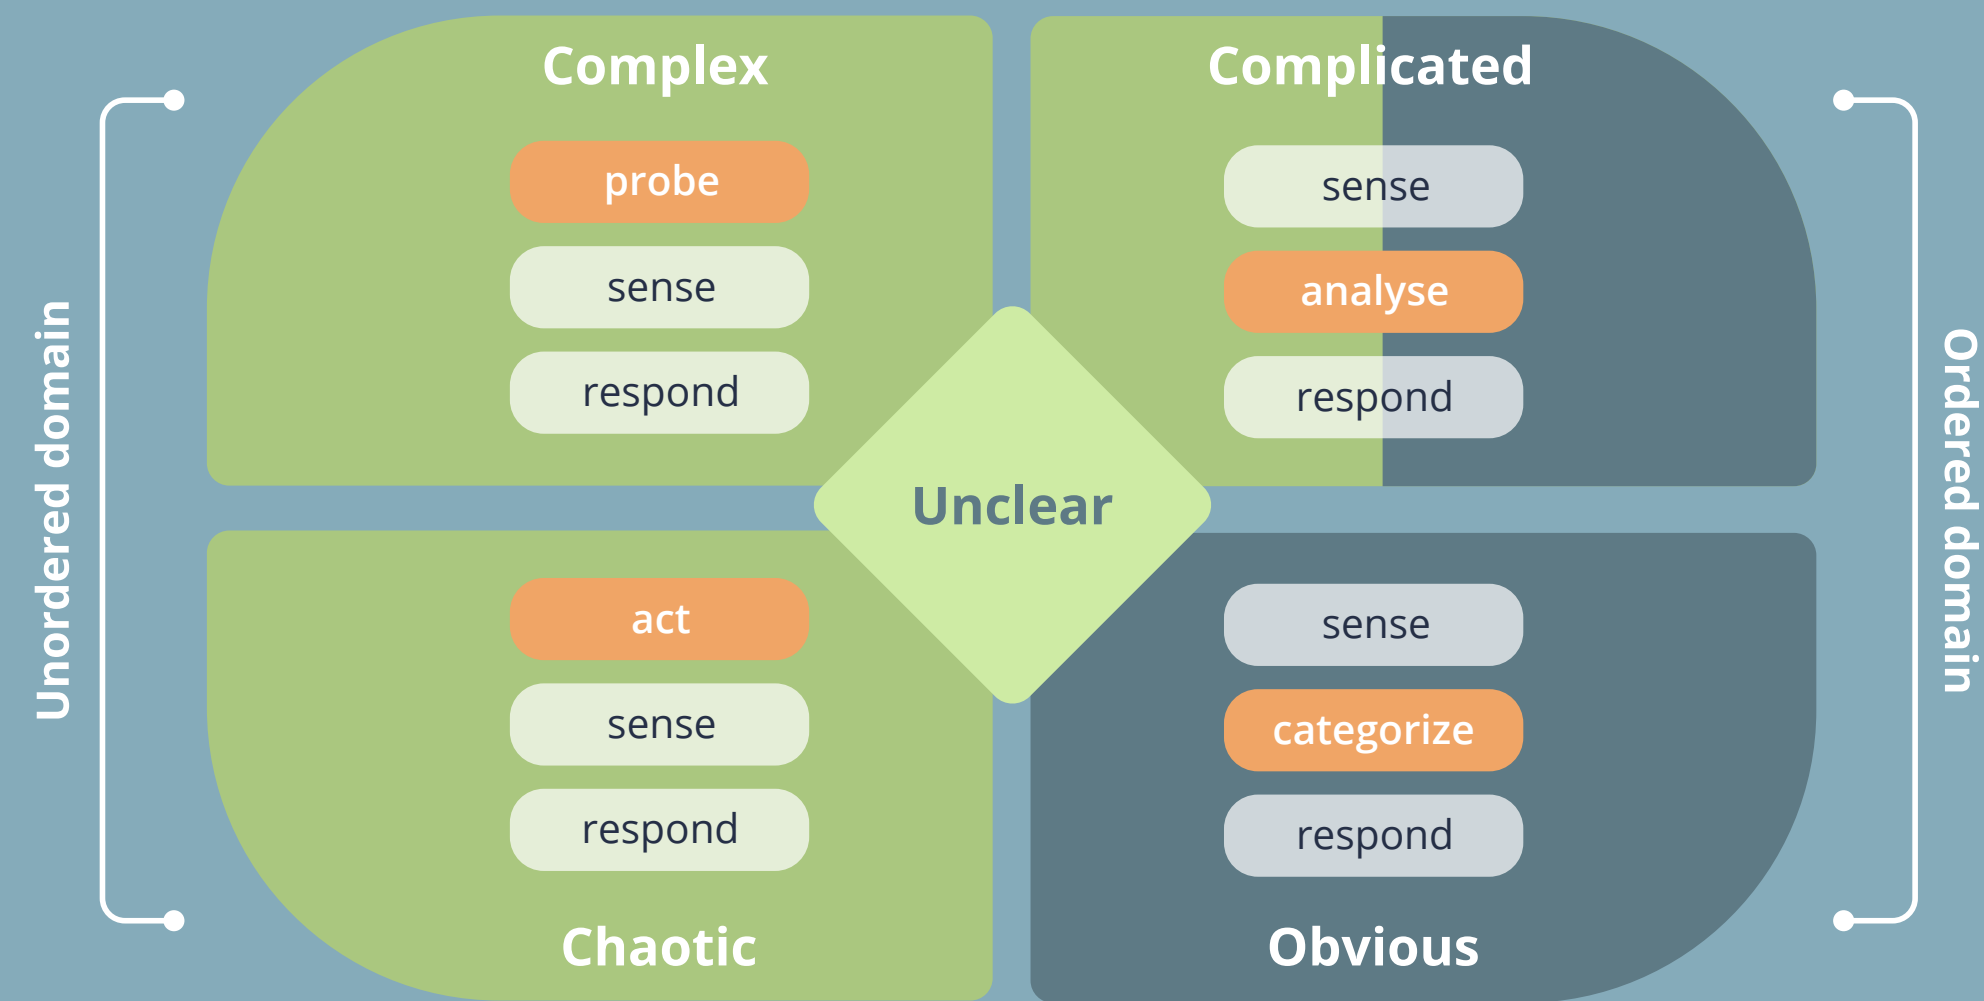 Unordered domain
Complex
probe
sense
respond
Complicated
sense
analyse
respond
Unclear
act
sense
respond
Chaotic
sense
categorize
respond
Obvious
Ordered domain